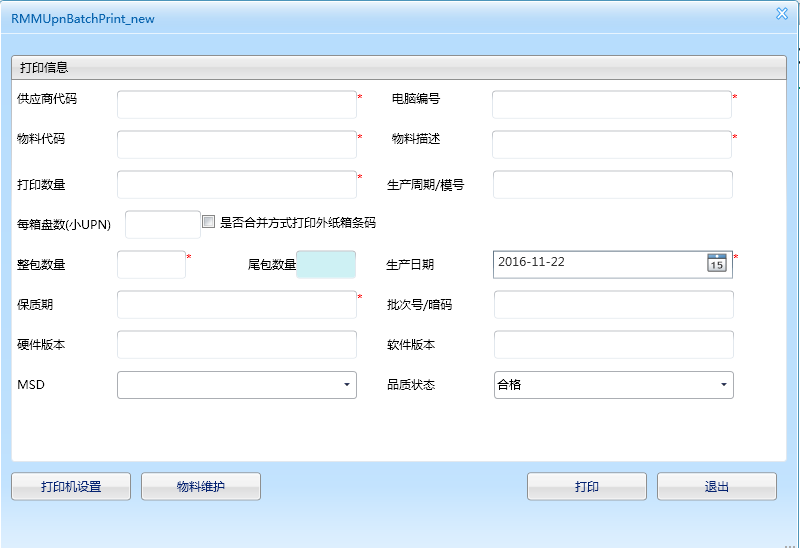 RMMUpnBatchPrint_new
打印信息
供应商代码 * 电脑编号 *
物料代码 * 物料描述 *
打印数量 * 生产周期/模号
每箱盘数(小UPN) 是否合并方式打印外纸箱条码
整包数量 * 尾包数量 生产日期 2016-11-22 15 *
保质期 * 批次号/暗码
硬件版本 软件版本
MSD 品质状态 合格
打印机设置 物料维护 打印 退出